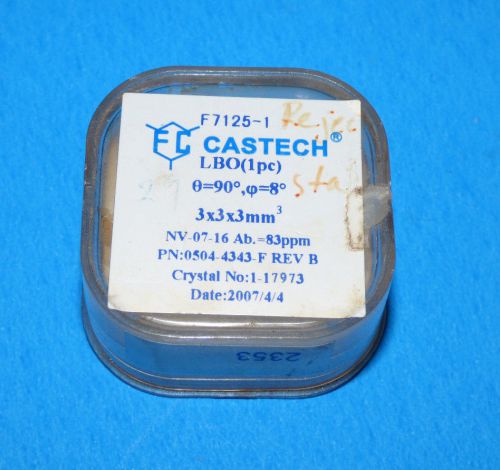 F7125-1
FC CASTECH®
LBO(1pc)
θ=90°,φ=8°
3x3x3mm³
NV-07-16 Ab.=83ppm
PN:0504-4343-F REV B
Crystal No:1-17973
Date:2007/4/4
2353